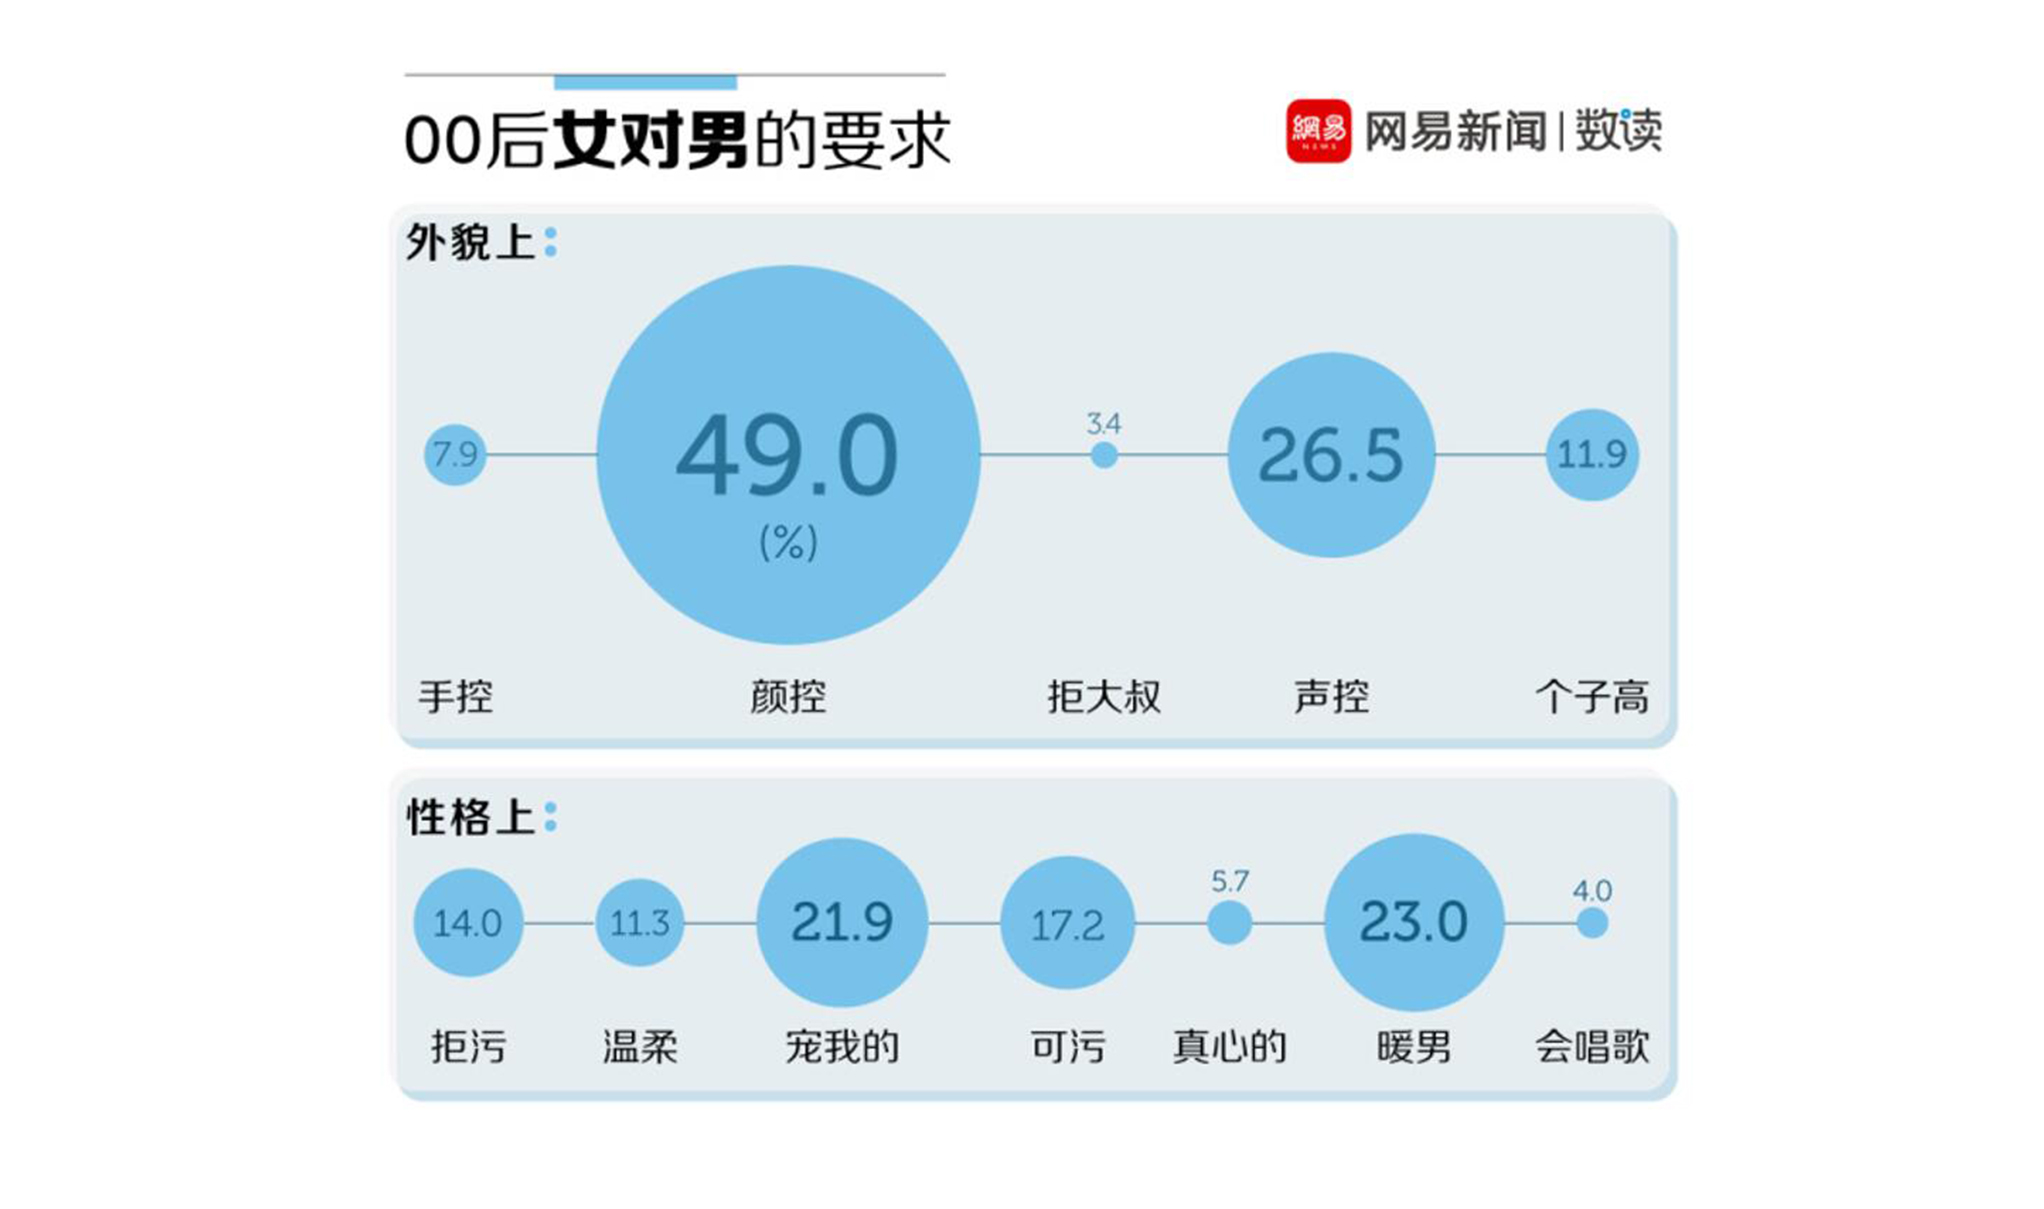 00后女对男的要求
網易
NEWS
网易新闻|数读
外貌上:
7.9
49.0
(%)
3.4
26.5
11.9
手控
颜控
拒大叔
声控
个子高
性格上:
14.0
11.3
21.9
17.2
5.7
23.0
4.0
拒污
温柔
宠我的
可污
真心的
暖男
会唱歌